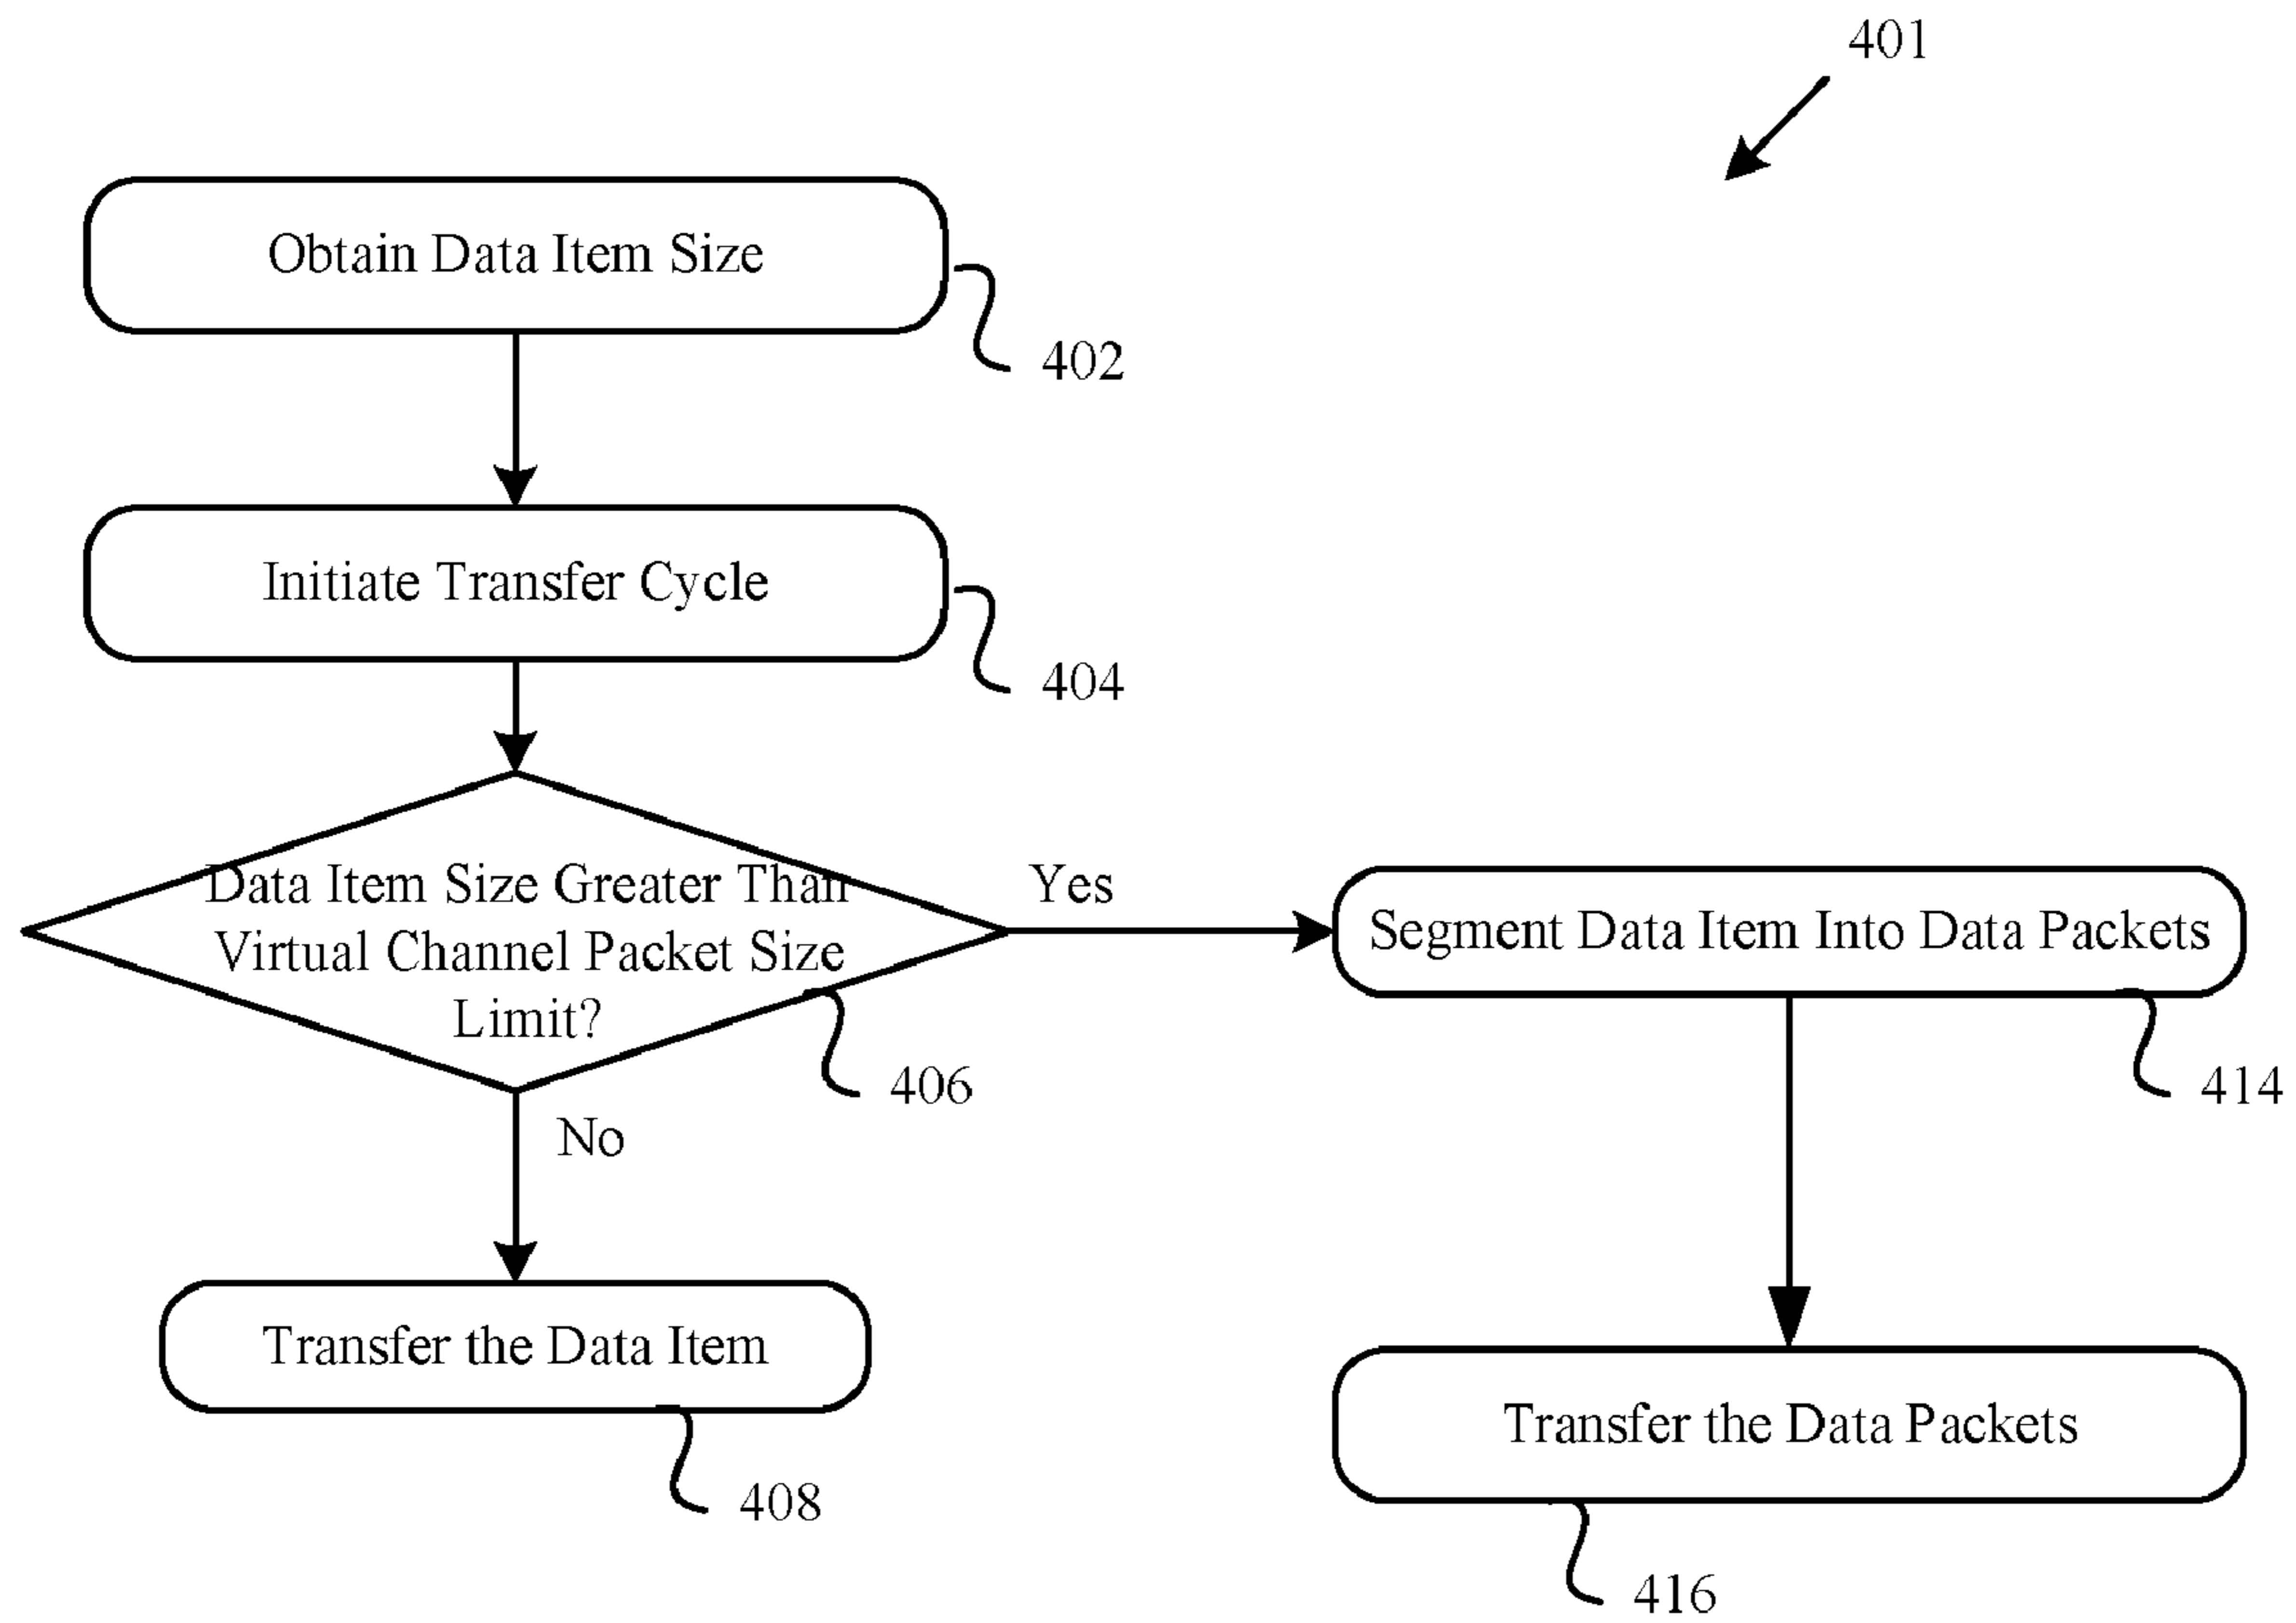 401
Obtain Data Item Size
402
Initiate Transfer Cycle
404
Data Item Size Greater Than
Virtual Channel Packet Size
Limit?
406
Yes
Segment Data Item Into Data Packets
414
No
Transfer the Data Item
408
Transfer the Data Packets
416